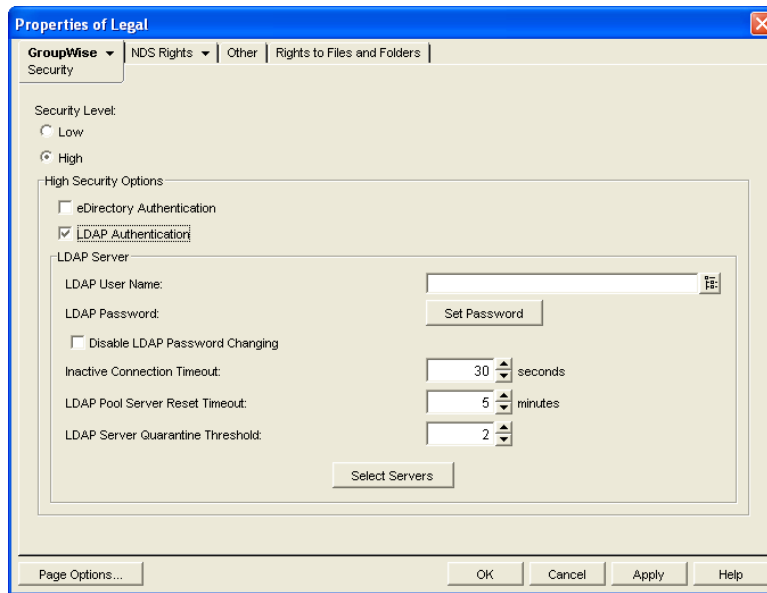 Properties of Legal
GroupWise NDS Rights Other Rights to Files and Folders
Security
Security Level:
Low
High
High Security Options
eDirectory Authentication
LDAP Authentication
LDAP Server
LDAP User Name:
LDAP Password: Set Password
Disable LDAP Password Changing
Inactive Connection Timeout: 30 seconds
LDAP Pool Server Reset Timeout: 5 minutes
LDAP Server Quarantine Threshold: 2
Select Servers
Page Options... OK Cancel Apply Help